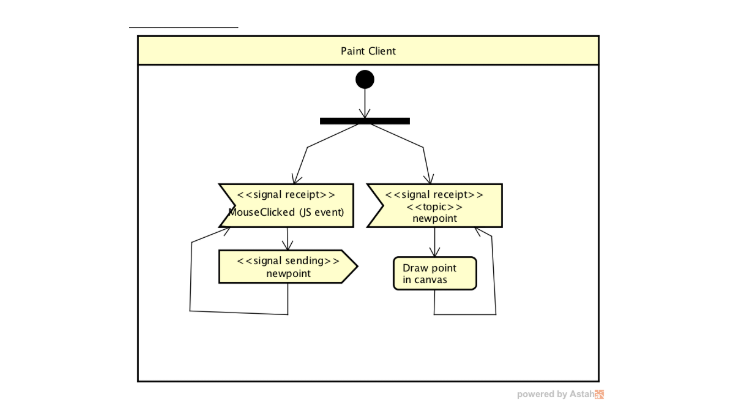 Paint Client
<<signal receipt>>
MouseClicked (JS event)
<<signal receipt>>
<<topic>>
newpoint
<<signal sending>>
newpoint
Draw point
in canvas
powered by Astah